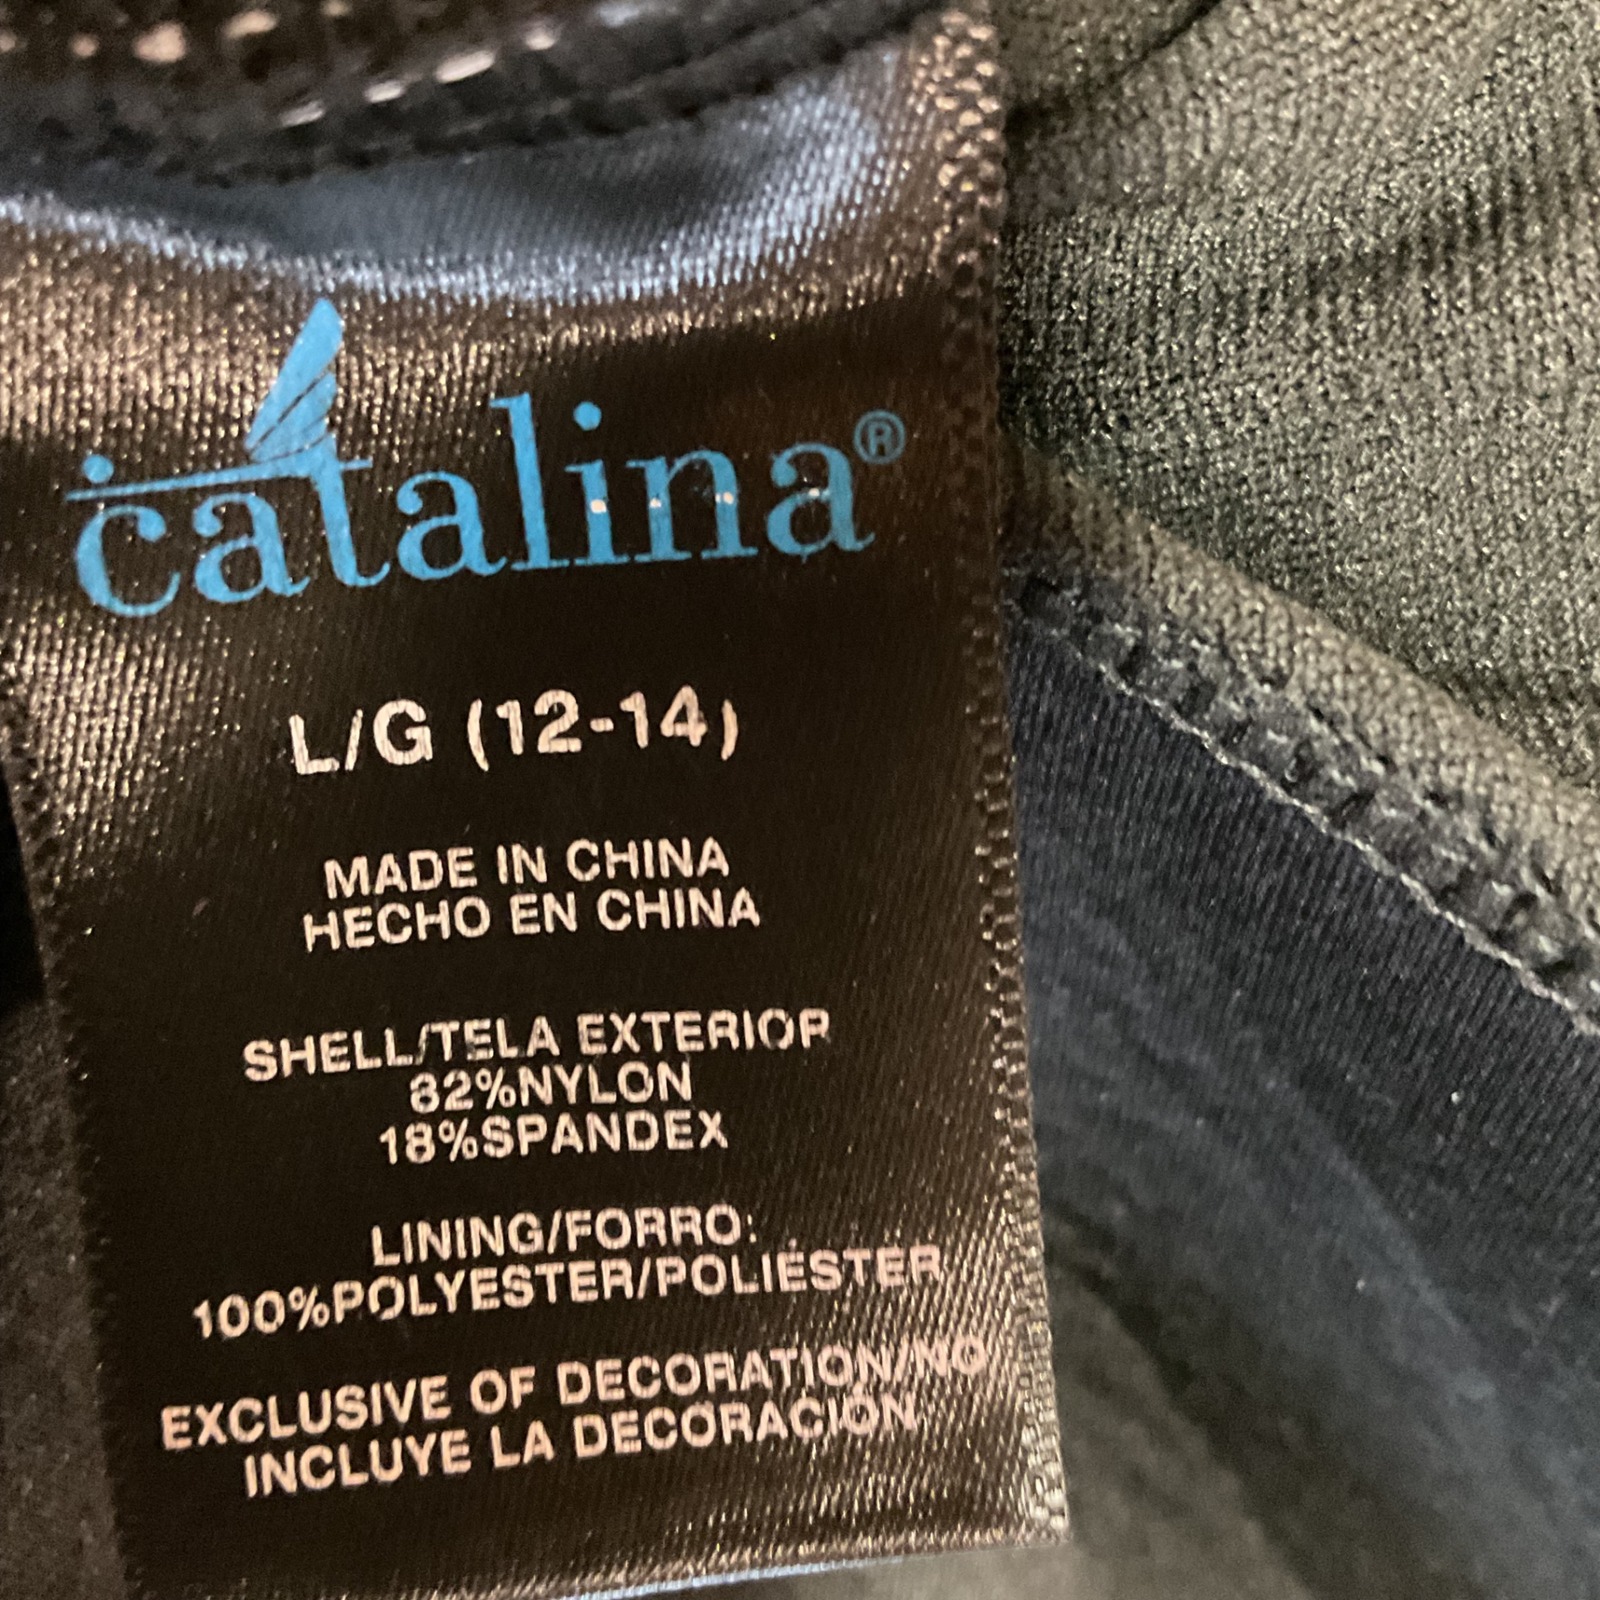 catalina®
L/G (12-14)
MADE IN CHINA
HECHO EN CHINA
SHELL/TELA EXTERIOR
82%NYLON
18%SPANDEX
LINING/FORRO:
100%POLYESTER/POLIÉSTER
EXCLUSIVE OF DECORATION/NO
INCLUYE LA DECORACIÓN